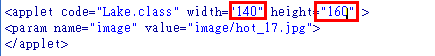 <applet code="Lake.class" width="140" height="160" >
<param name="image" value="image/hot_17.jpg">
</applet>